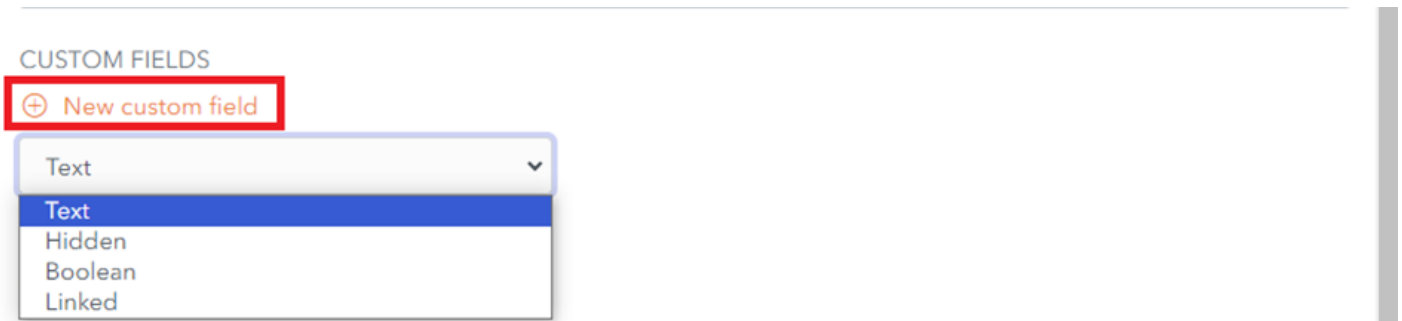 CUSTOM FIELDS
New custom field
Text
Text
Hidden
Boolean
Linked